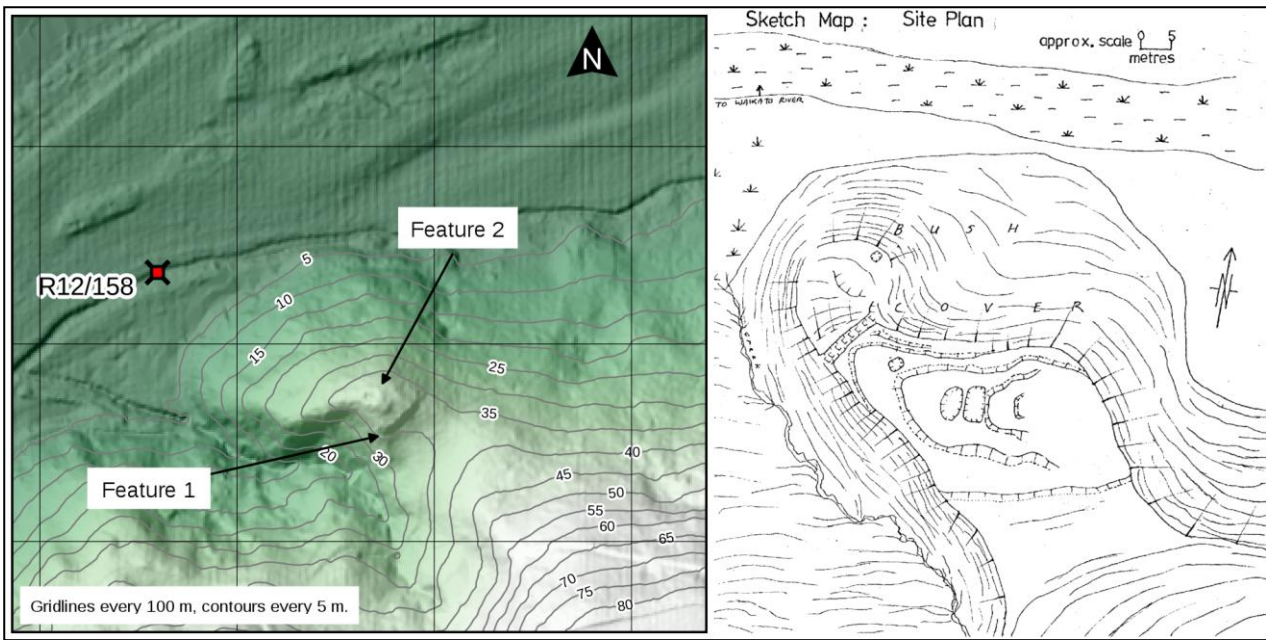 N
Feature 2
R12/158
5
10
15
25
35
20
30
40
45
50
55
60
65
70
75
80
Feature 1
Gridlines every 100 m, contours every 5 m.
Sketch Map : Site Plan
approx. scale 0 5
metres
TO WAIKATO RIVER
BUSH
COVER
N